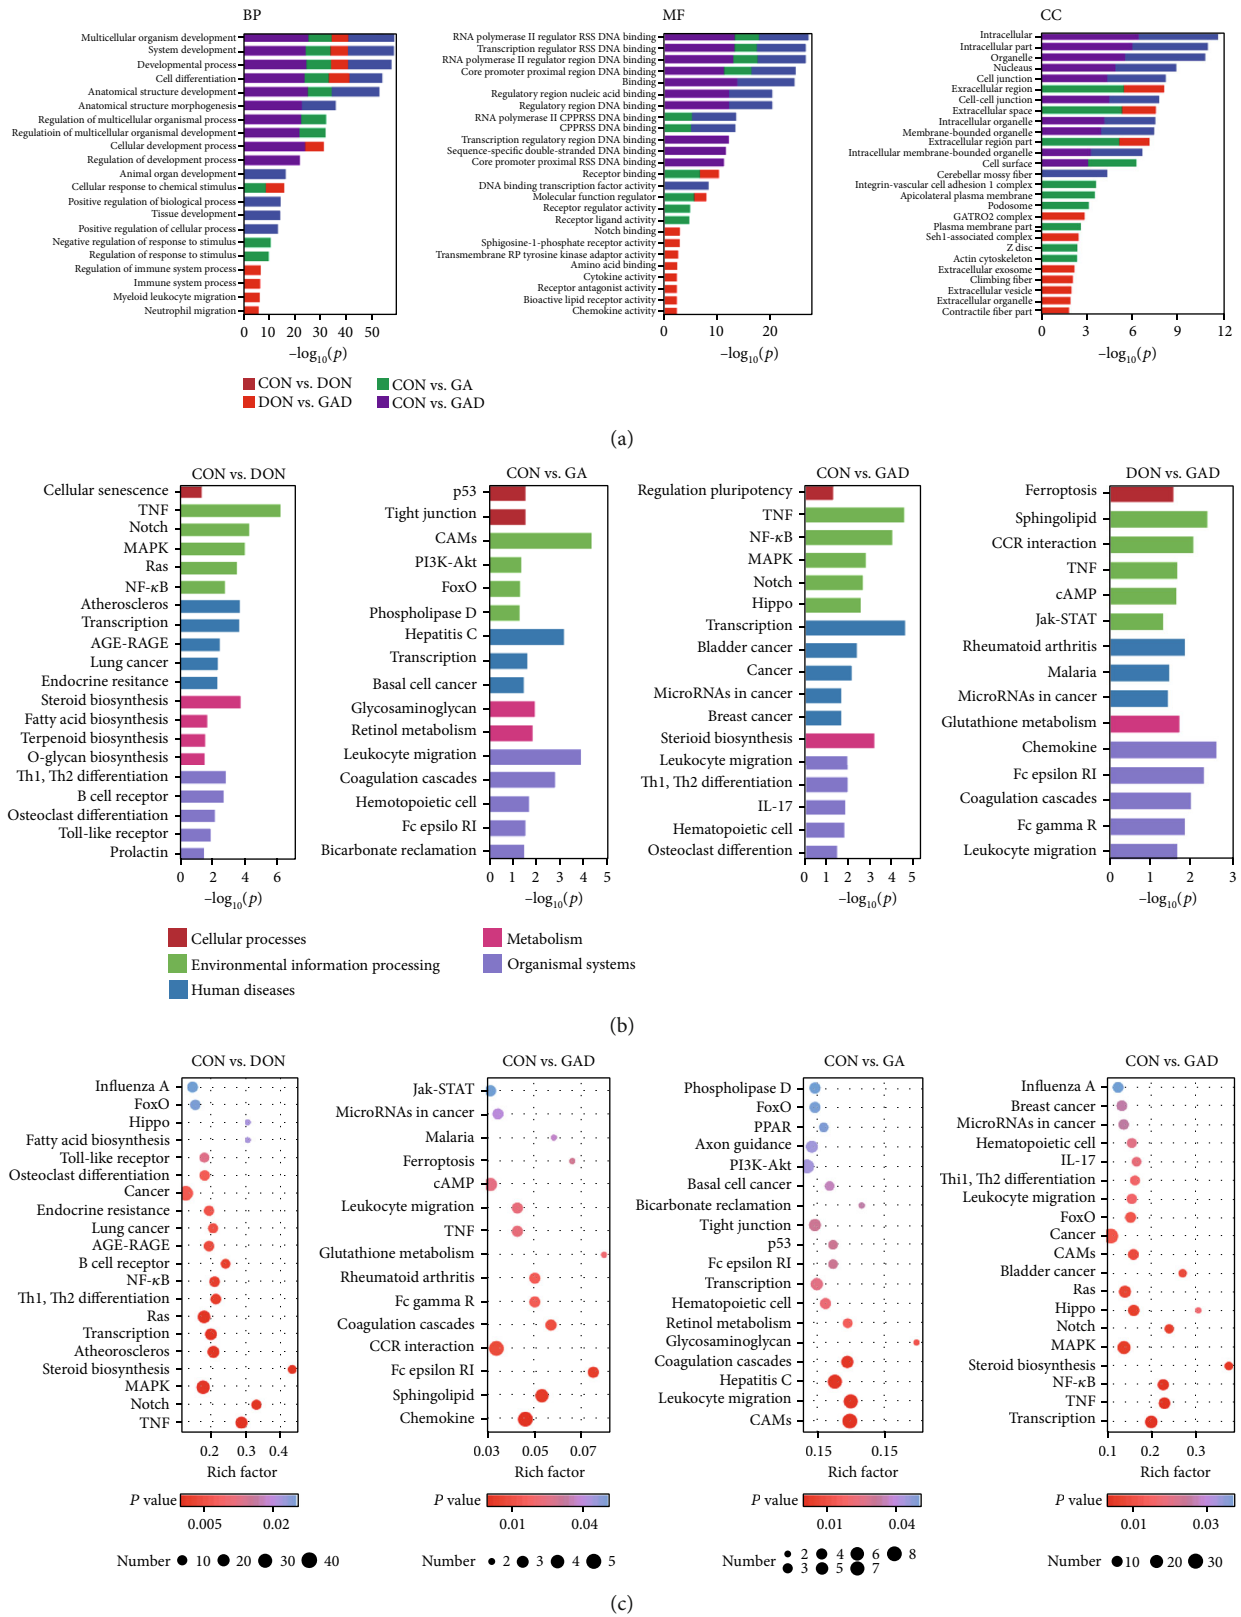 BP
Multicellular organism development
System development
Developmental process
Cell differentiation
Anatomical structure development
Anatomical structure morphogenesis
Regulation of multicellular organismal process
Regulatioin of multicellular organismal development
Cellular development process
Regulation of development process
Animal organ development
Cellular response to chemical stimulus
Positive regulation of biological process
Tissue development
Positive regulation of cellular process
Negative regulation of response to stimulus
Regulation of response to stimulus
Regulation of immune system process
Immune system process
Myeloid leukocyte migration
Neutrophil migration
0 10 20 30 40 50
–log10(p)
MF
RNA polymerase II regulator RSS DNA binding
Transcription regulator RSS DNA binding
RNA polymerase II regulator region DNA binding
Core promoter proximal region DNA binding
Binding
Regulatory region nucleic acid binding
Regulatory region DNA binding
RNA polymerase II CPPRSS DNA binding
CPPRSS DNA binding
Transcription regulatory region DNA binding
Sequence-specific double-stranded DNA binding
Core promoter proximal RSS DNA binding
Receptor binding
DNA binding transcription factor activity
Molecular function regulator
Receptor regulator activity
Receptor ligand activity
Notch binding
Sphigosine-1-phosphate receptor activity
Transmembrane RP tyrosine kinase adaptor activity
Amino acid binding
Cytokine activity
Receptor antagonist activity
Bioactive lipid receptor activity
Chemokine activity
0 10 20
–log10(p)
CC
Intracellular
Intracellular part
Organelle
Nucleus
Cell junction
Extracellular region
Cell-cell junction
Extracellular space
Intracellular organelle
Membrane-bounded organelle
Extracellular region part
Intracellular membrane-bounded organelle
Cell surface
Cerebellar mossy fiber
Integrin-vascular cell adhesion 1 complex
Apicolateral plasma membrane
Podosome
GATRO2 complex
Plasma membrane part
Seh1-associated complex
Z disc
Actin cytoskeleton
Extracellular exosome
Climbing fiber
Extracellular vesicle
Extracellular organelle
Contractile fiber part
0 3 6 9 12
–log10(p)
CON vs. DON
CON vs. GA
DON vs. GAD
CON vs. GAD
(a)
CON vs. DON
Cellular senescence
TNF
Notch
MAPK
Ras
NF-κB
Atheroscleros
Transcription
AGE-RAGE
Lung cancer
Endocrine resitance
Steroid biosynthesis
Fatty acid biosynthesis
Terpenoid biosynthesis
O-glycan biosynthesis
Th1, Th2 differentiation
B cell receptor
Osteoclast differentiation
Toll-like receptor
Prolactin
0 2 4 6
–log10(p)
CON vs. GA
p53
Tight junction
CAMs
PI3K-Akt
FoxO
Phospholipase D
Hepatitis C
Transcription
Basal cell cancer
Glycosaminoglycan
Retinol metabolism
Leukocyte migration
Coagulation cascades
Hemotopoietic cell
Fc epsilo RI
Bicarbonate reclamation
0 1 2 3 4 5
–log10(p)
CON vs. GAD
Regulation pluripotency
TNF
NF-κB
MAPK
Notch
Hippo
Transcription
Bladder cancer
Cancer
MicroRNAs in cancer
Breast cancer
Sterioid biosynthesis
Leukocyte migration
Th1, Th2 differentiation
IL-17
Hematopoietic cell
Osteoclast differention
0 1 2 3 4 5
–log10(p)
DON vs. GAD
Ferroptosis
Sphingolipid
CCR interaction
TNF
cAMP
Jak-STAT
Rheumatoid arthritis
Malaria
MicroRNAs in cancer
Glutathione metabolism
Chemokine
Fc epsilon RI
Coagulation cascades
Fc gamma R
Leukocyte migration
0 1 2 3
–log10(p)
Cellular processes
Environmental information processing
Human diseases
Metabolism
Organismal systems
(b)
CON vs. DON
Influenza A
FoxO
Hippo
Fatty acid biosynthesis
Toll-like receptor
Osteoclast differentiation
Cancer
Endocrine resistance
Lung cancer
AGE-RAGE
B cell receptor
NF-κB
Th1, Th2 differentiation
Ras
Transcription
Atheoroscleros
Steroid biosynthesis
MAPK
Notch
TNF
0.2 0.3 0.4
Rich factor
P value
0.005 0.02
Number 10 20 30 40
CON vs. GAD
Jak-STAT
MicroRNAs in cancer
Malaria
Ferroptosis
cAMP
Leukocyte migration
TNF
Glutathione metabolism
Rheumatoid arthritis
Fc gamma R
Coagulation cascades
CCR interaction
Fc epsilon RI
Sphingolipid
Chemokine
0.03 0.05 0.07
Rich factor
P value
0.01 0.04
Number 2 3 4 5
CON vs. GA
Phospholipase D
FoxO
PPAR
Axon guidance
PI3K-Akt
Basal cell cancer
Bicarbonate reclamation
Tight junction
p53
Fc epsilon RI
Transcription
Hematopoietic cell
Retinol metabolism
Glycosaminoglycan
Coagulation cascades
Hepatitis C
Leukocyte migration
CAMs
0.15 0.15
Rich factor
P value
0.01 0.04
Number
2 4 6 8
3 5 7
CON vs. GAD
Influenza A
Breast cancer
MicroRNAs in cancer
Hematopoietic cell
IL-17
Thi1, Th2 differentiation
Leukocyte migration
FoxO
Cancer
CAMs
Bladder cancer
Ras
Hippo
Notch
MAPK
Steroid biosynthesis
NF-κB
TNF
Transcription
0.1 0.2 0.3
Rich factor
P value
0.01 0.03
Number 10 20 30
(c)